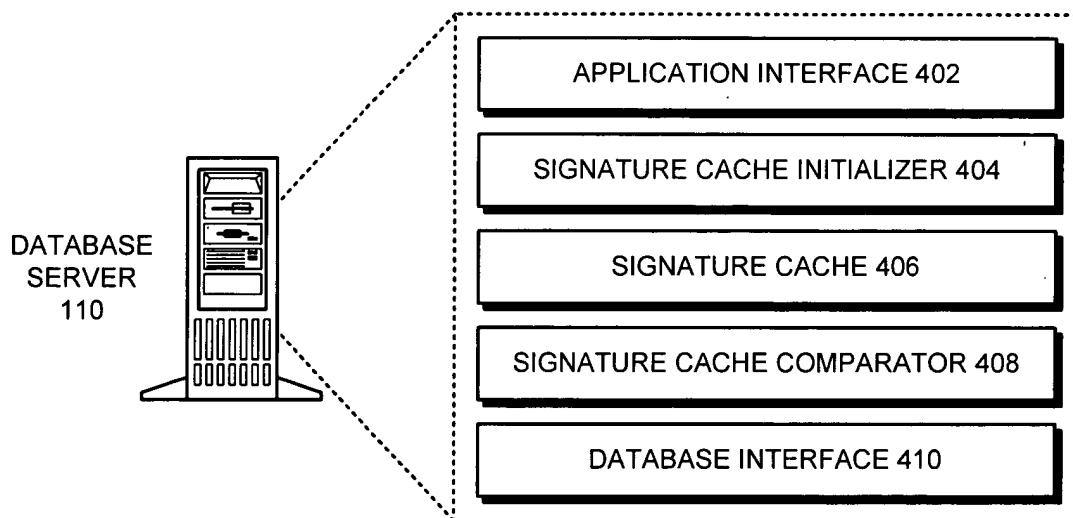 DATABASE
SERVER
110
APPLICATION INTERFACE 402
SIGNATURE CACHE INITIALIZER 404
SIGNATURE CACHE 406
SIGNATURE CACHE COMPARATOR 408
DATABASE INTERFACE 410